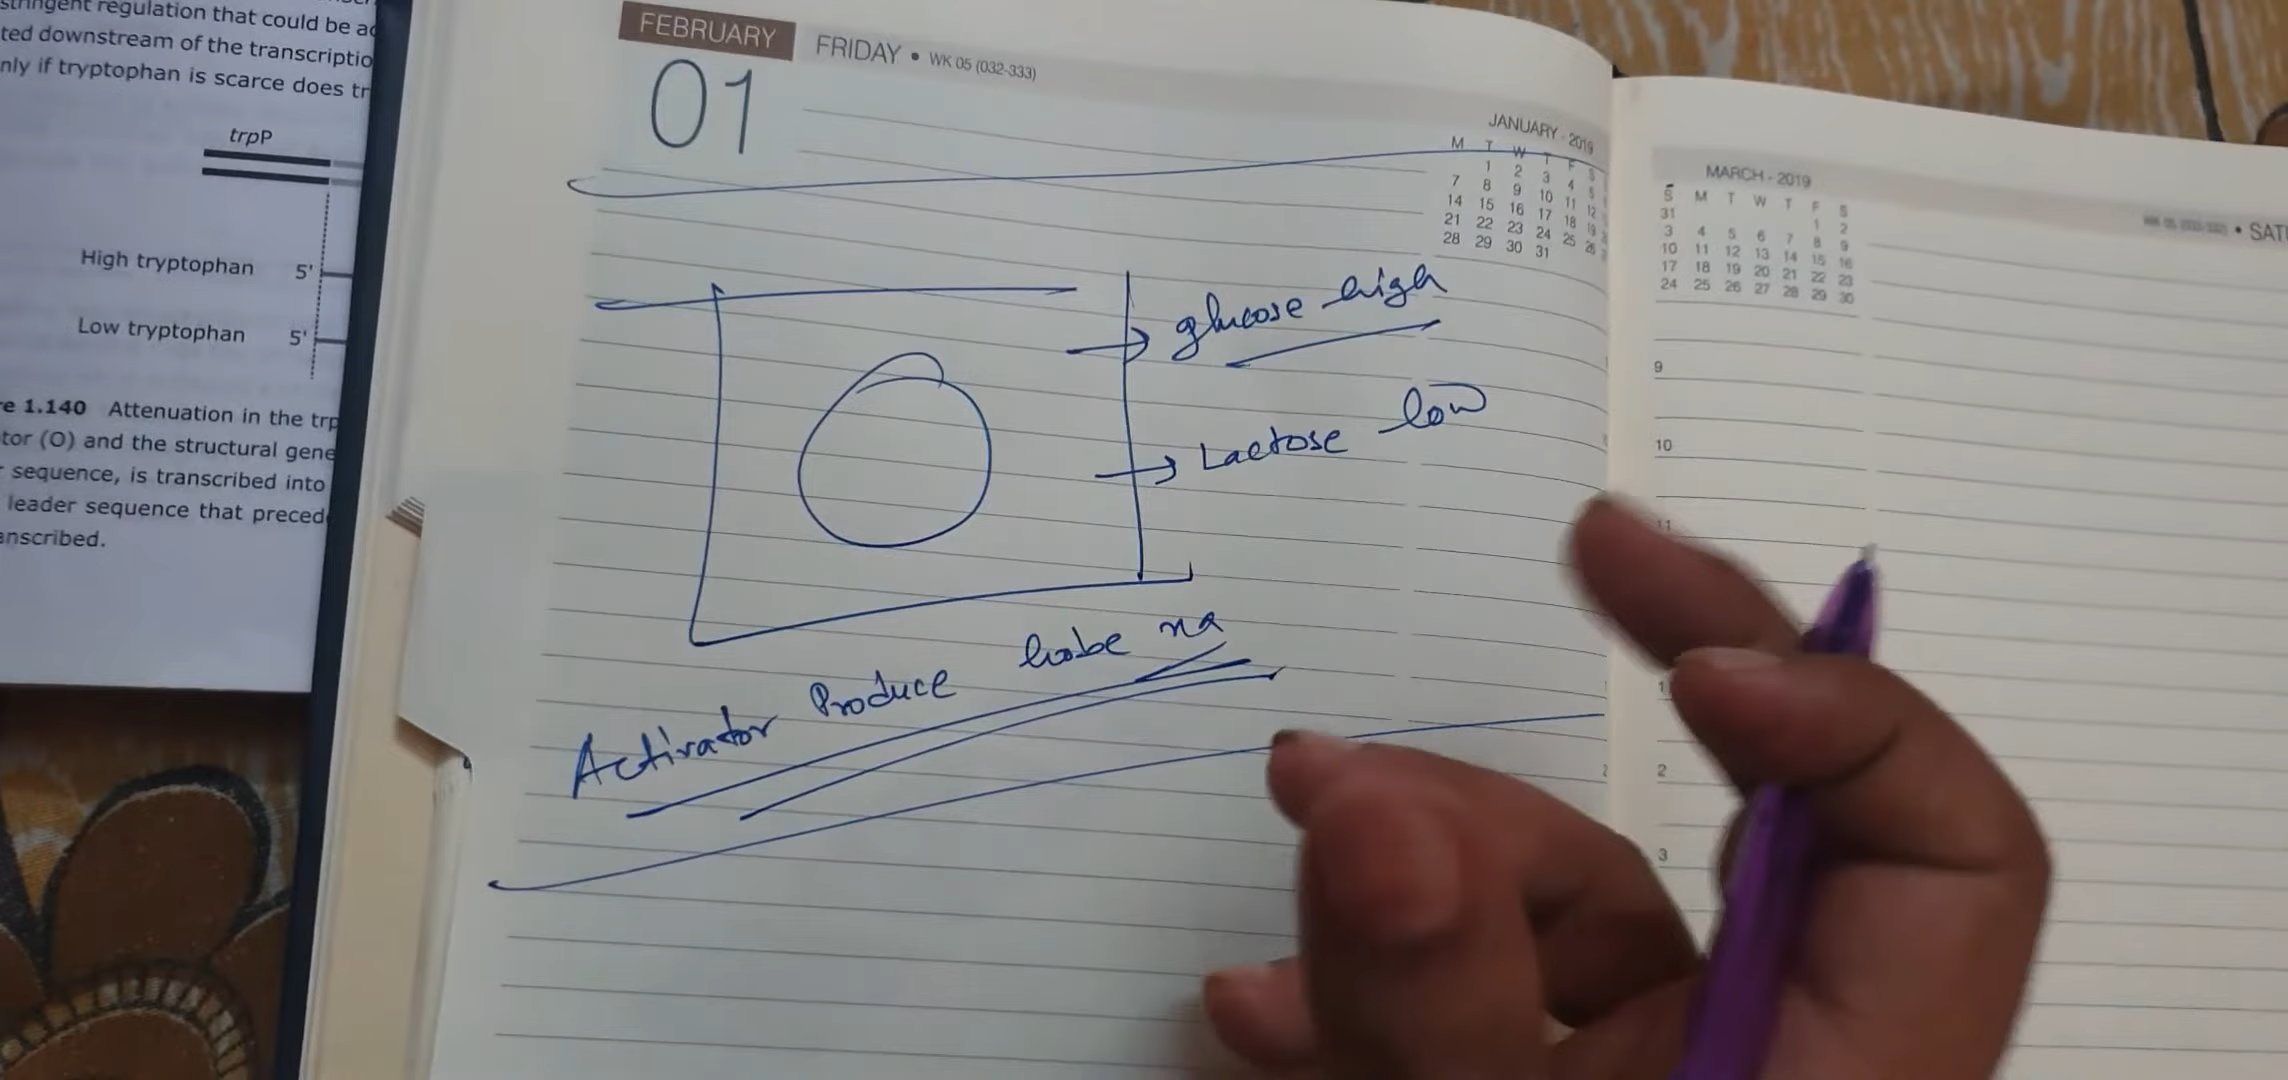 stringent regulation that could be ac
ted downstream of the transcriptio
nly if tryptophan is scarce does tr
trpP
High tryptophan 5'
Low tryptophan 5'
e 1.140 Attenuation in the trp
tor (O) and the structural gene
sequence, is transcribed into
leader sequence that preced
anscribed.
FEBRUARY FRIDAY • WK 05 (032-333)
01
JANUARY - 2019
M T W T F S
1 2 3 4 5
7 8 9 10 11 12
14 15 16 17 18 19
21 22 23 24 25 26
28 29 30 31
glucose high
Lactose low
Activator Produce hobe na
MARCH - 2019
S M T W T F S
31 1 2
3 4 5 6 7 8 9
10 11 12 13 14 15 16
17 18 19 20 21 22 23
24 25 26 27 28 29 30
• SAT
9
10
11
1
2
3